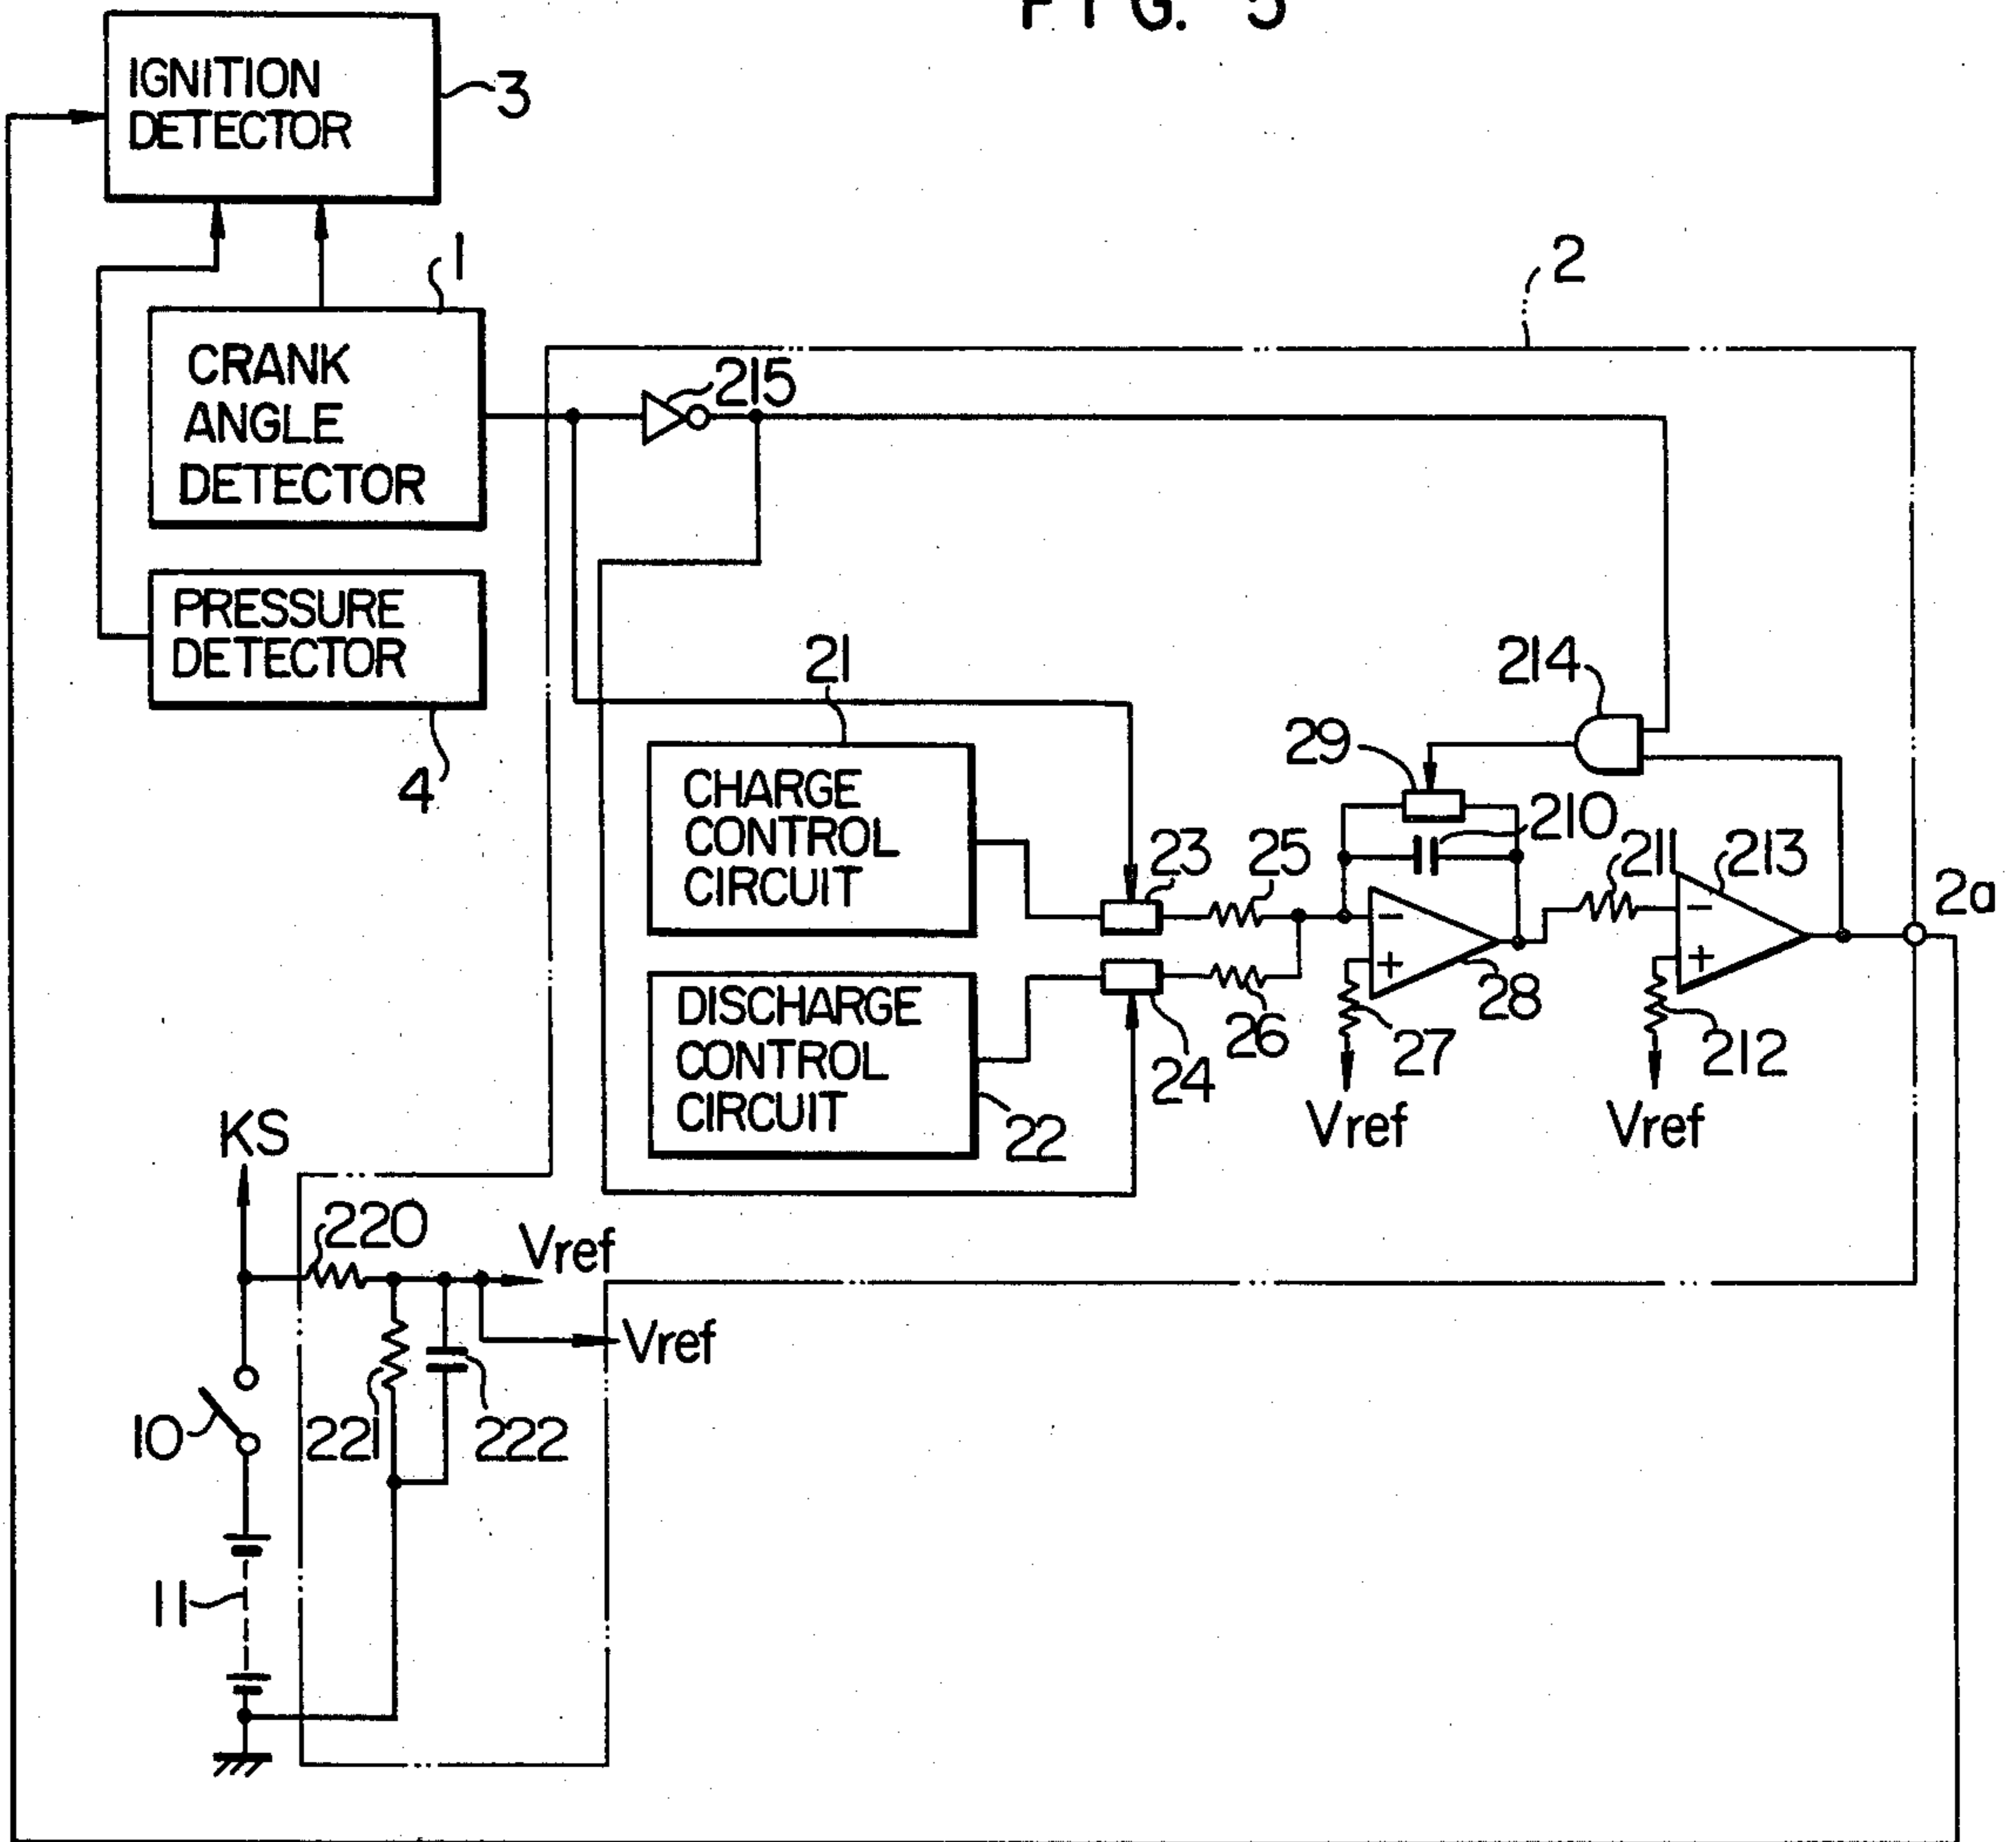 FIG. 5
IGNITION
DETECTOR
3
1
2
CRANK
ANGLE
DETECTOR
215
PRESSURE
DETECTOR
4
21
214
29
CHARGE
CONTROL
CIRCUIT
23
25
210
211
213
2a
DISCHARGE
CONTROL
CIRCUIT
22
24
26
27
28
212
Vref
Vref
KS
220
Vref
Vref
10
221
222
11